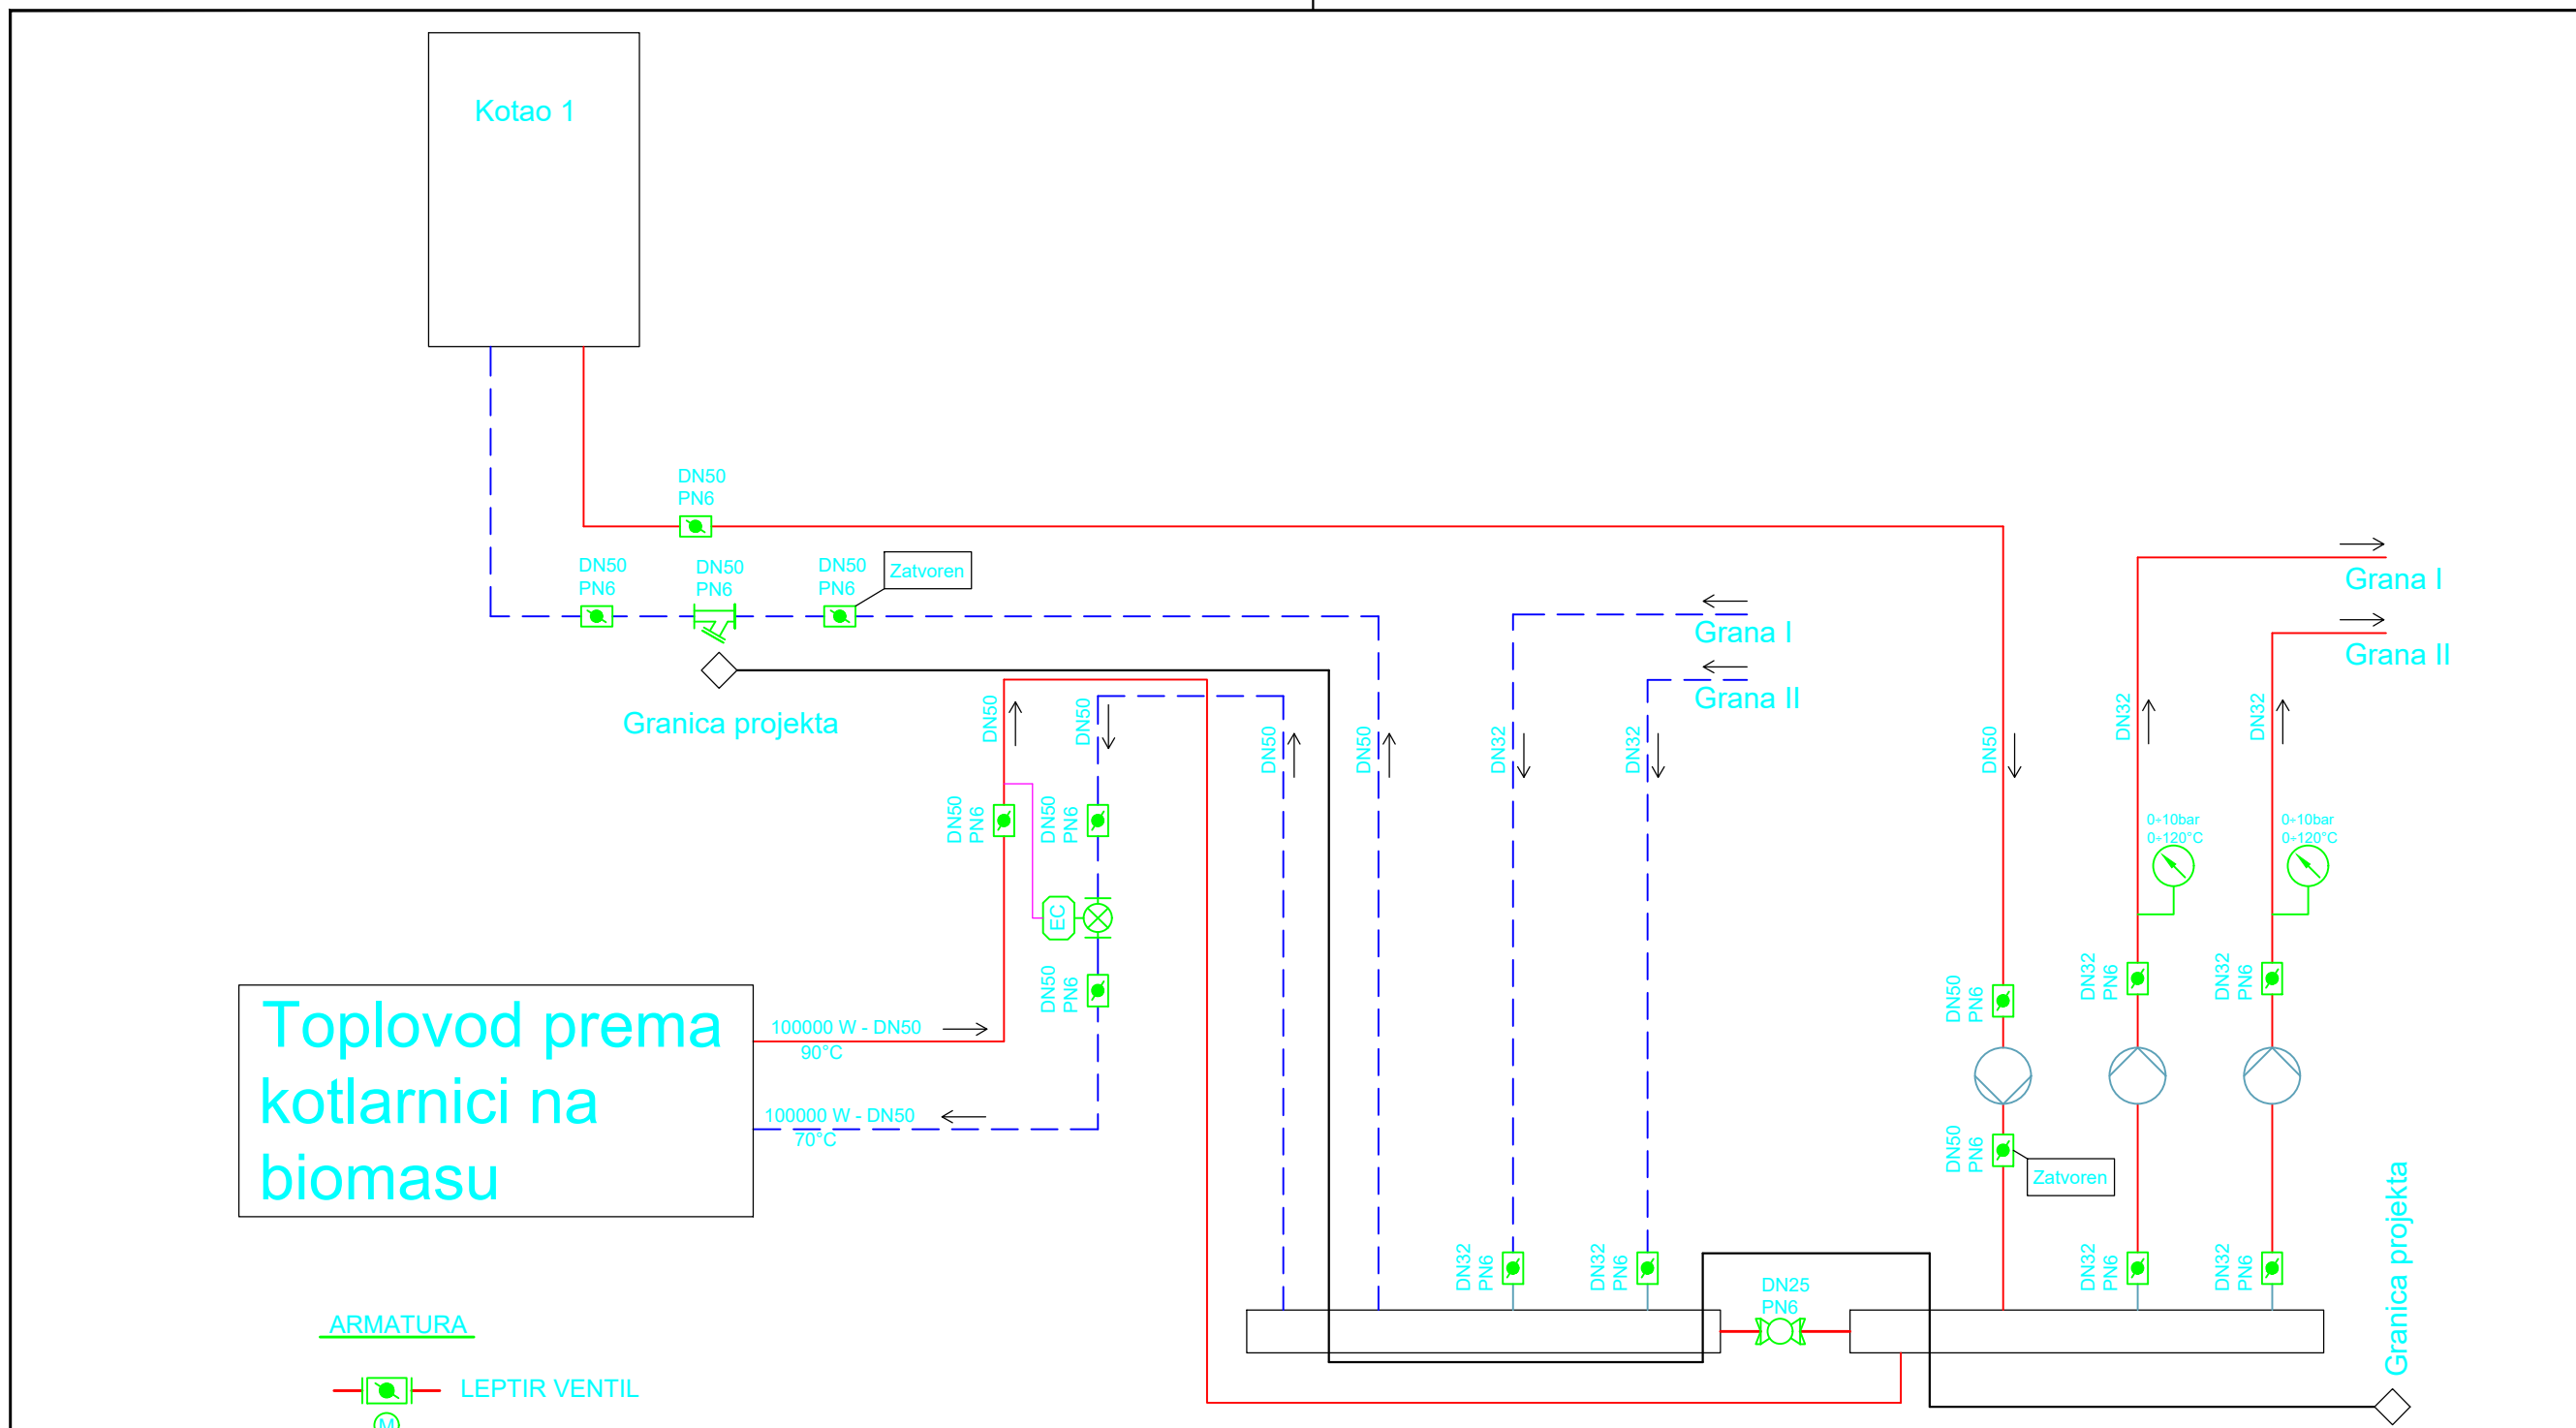 Kotao 1
DN50
PN6
DN50
PN6
DN50
PN6
DN50
PN6
Zatvoren
Granica projekta
Grana I
Grana II
Grana I
Grana II
DN50
DN50
DN50
DN50
DN32
DN32
DN50
DN32
DN32
DN50
PN6
DN50
PN6
0÷10bar
0÷120°C
0÷10bar
0÷120°C
EC
DN50
PN6
DN50
PN6
DN32
PN6
DN32
PN6
Toplovod prema
kotlarnici na
biomasu
100000 W - DN50
90°C
100000 W - DN50
70°C
DN50
PN6
Zatvoren
DN32
PN6
DN32
PN6
DN25
PN6
DN32
PN6
DN32
PN6
Granica projekta
ARMATURA
LEPTIR VENTIL
M